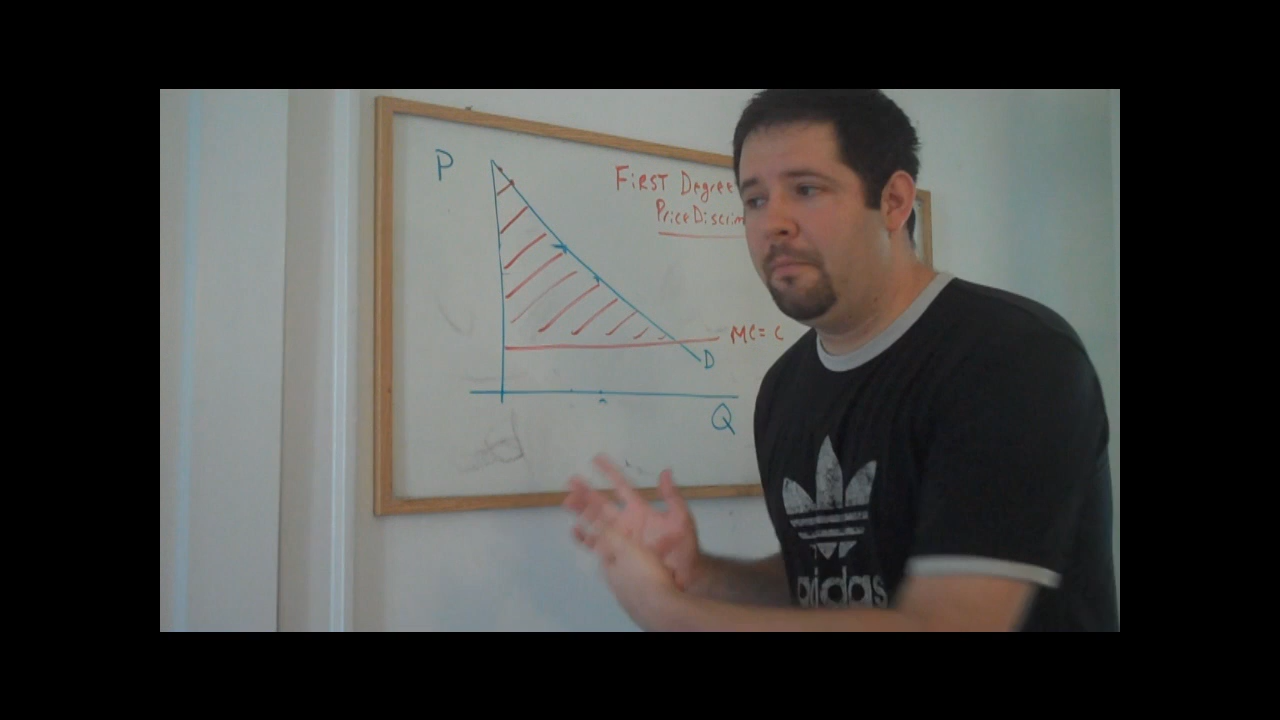 P
FiRST Degree
Price Discrim
MC = C
D
Q
adidas